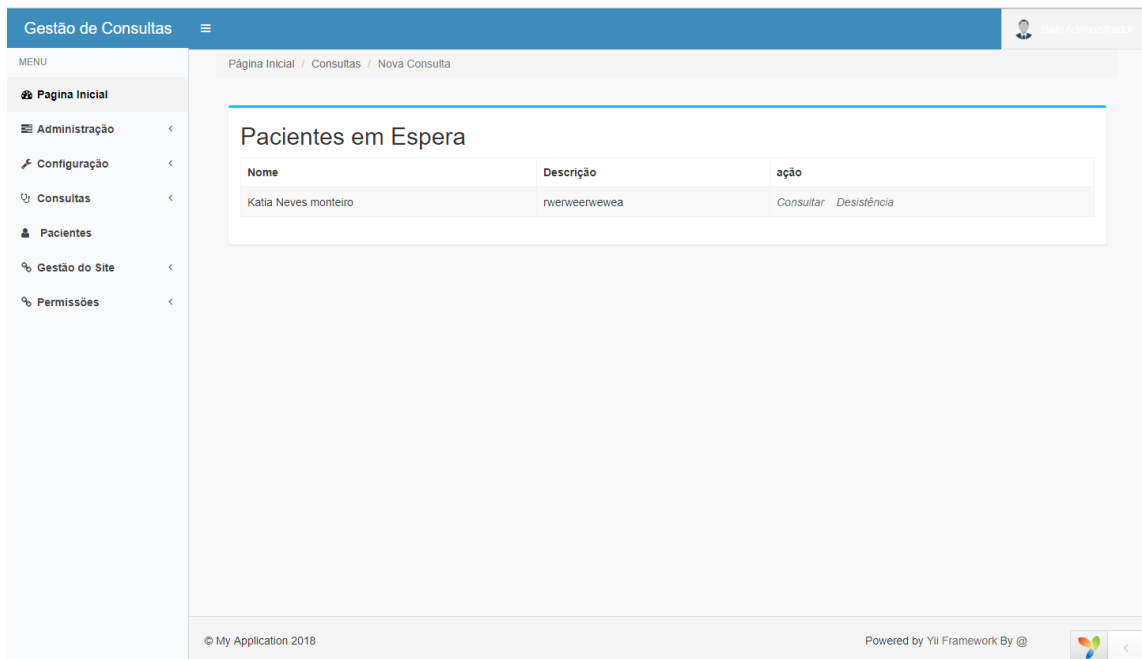 Gestão de Consultas
Sair(Administrador
MENU
Página Inicial / Consultas / Nova Consulta
Pagina Inicial
Administração
Configuração
Consultas
Pacientes
Gestão do Site
Permissões
Pacientes em Espera
Nome Descrição ação
Katia Neves monteiro rwerweerwewea Consultar Desistência
© My Application 2018 Powered by Yii Framework By @